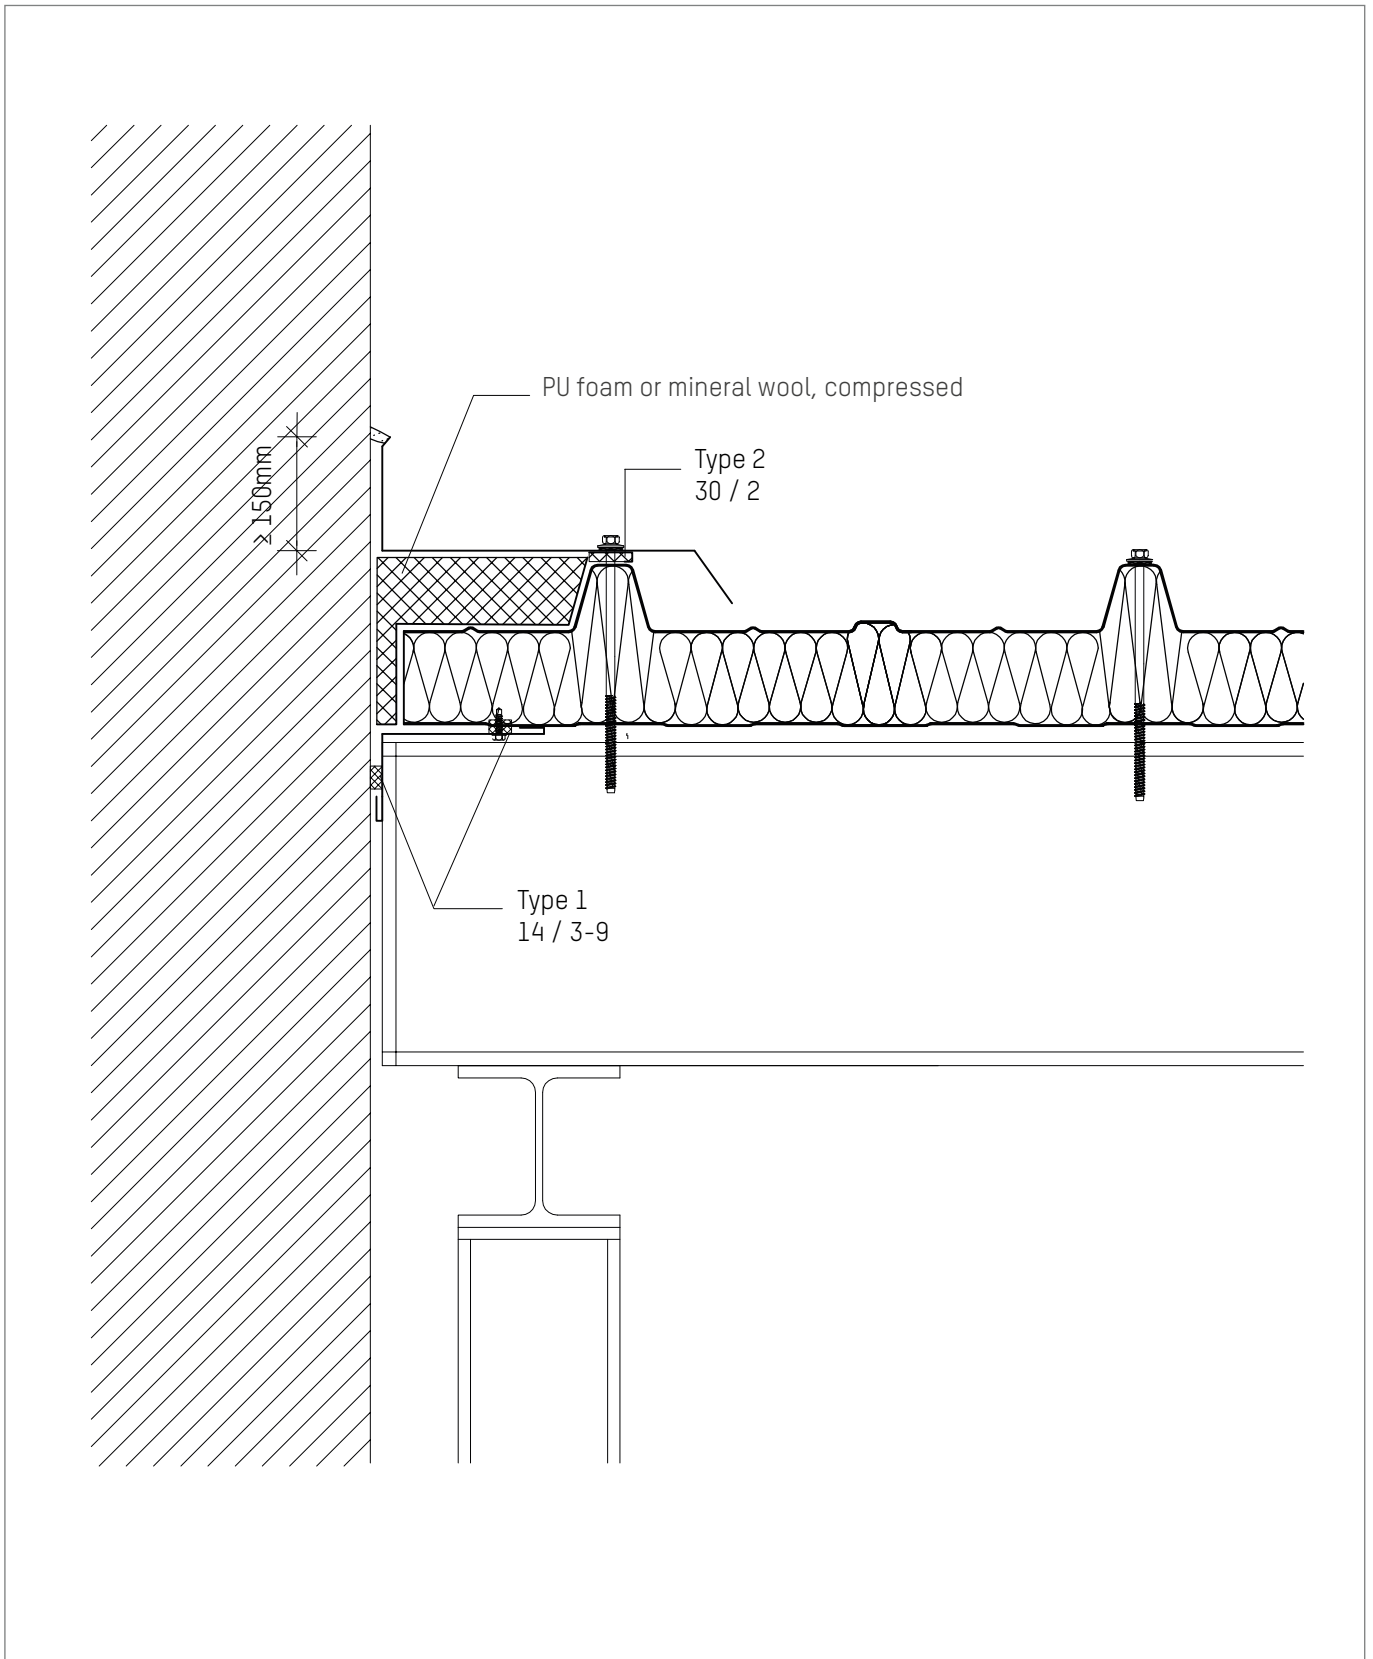 PU foam or mineral wool, compressed
Type 2
30 / 2
≥ 150mm
Type 1
14 / 3-9